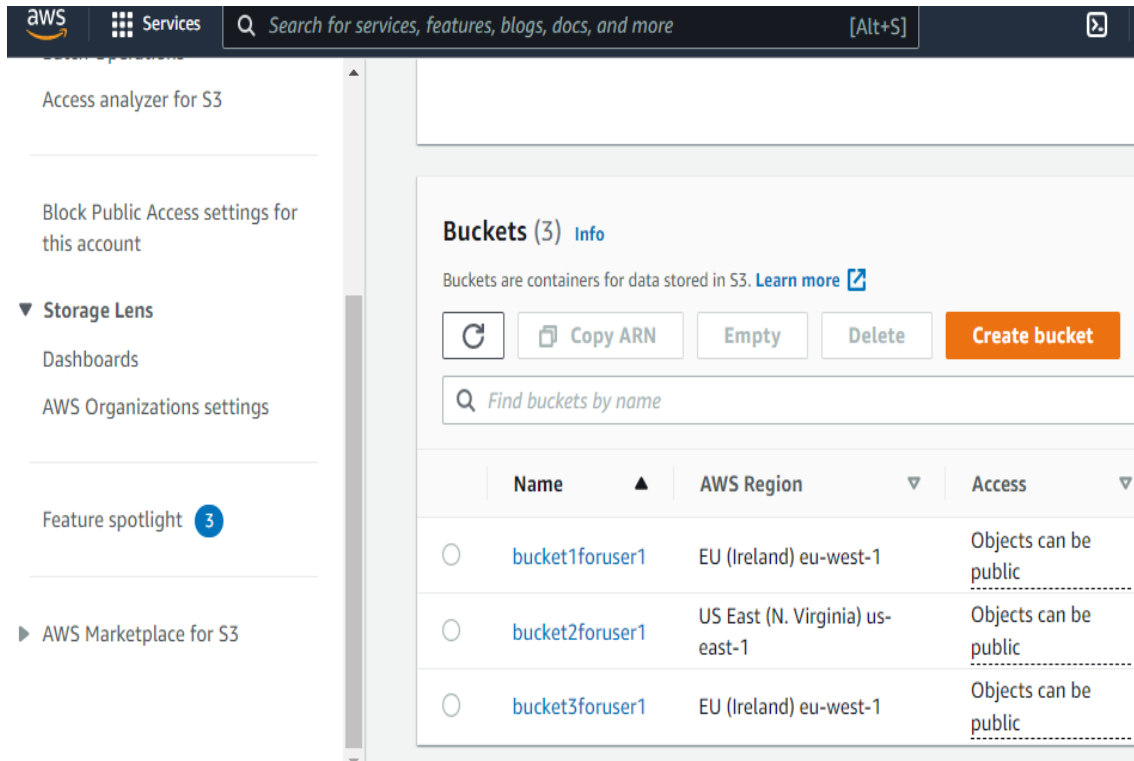 aws
Services
Search for services, features, blogs, docs, and more
[Alt+S]
Batch Operations
Access analyzer for S3
Block Public Access settings for
this account
Storage Lens
Dashboards
AWS Organizations settings
Feature spotlight 3
AWS Marketplace for S3
Buckets (3) Info
Buckets are containers for data stored in S3. Learn more
Copy ARN
Empty
Delete
Create bucket
Find buckets by name
Name
AWS Region
Access
bucket1foruser1
EU (Ireland) eu-west-1
Objects can be
public
bucket2foruser1
US East (N. Virginia) us-
east-1
Objects can be
public
bucket3foruser1
EU (Ireland) eu-west-1
Objects can be
public